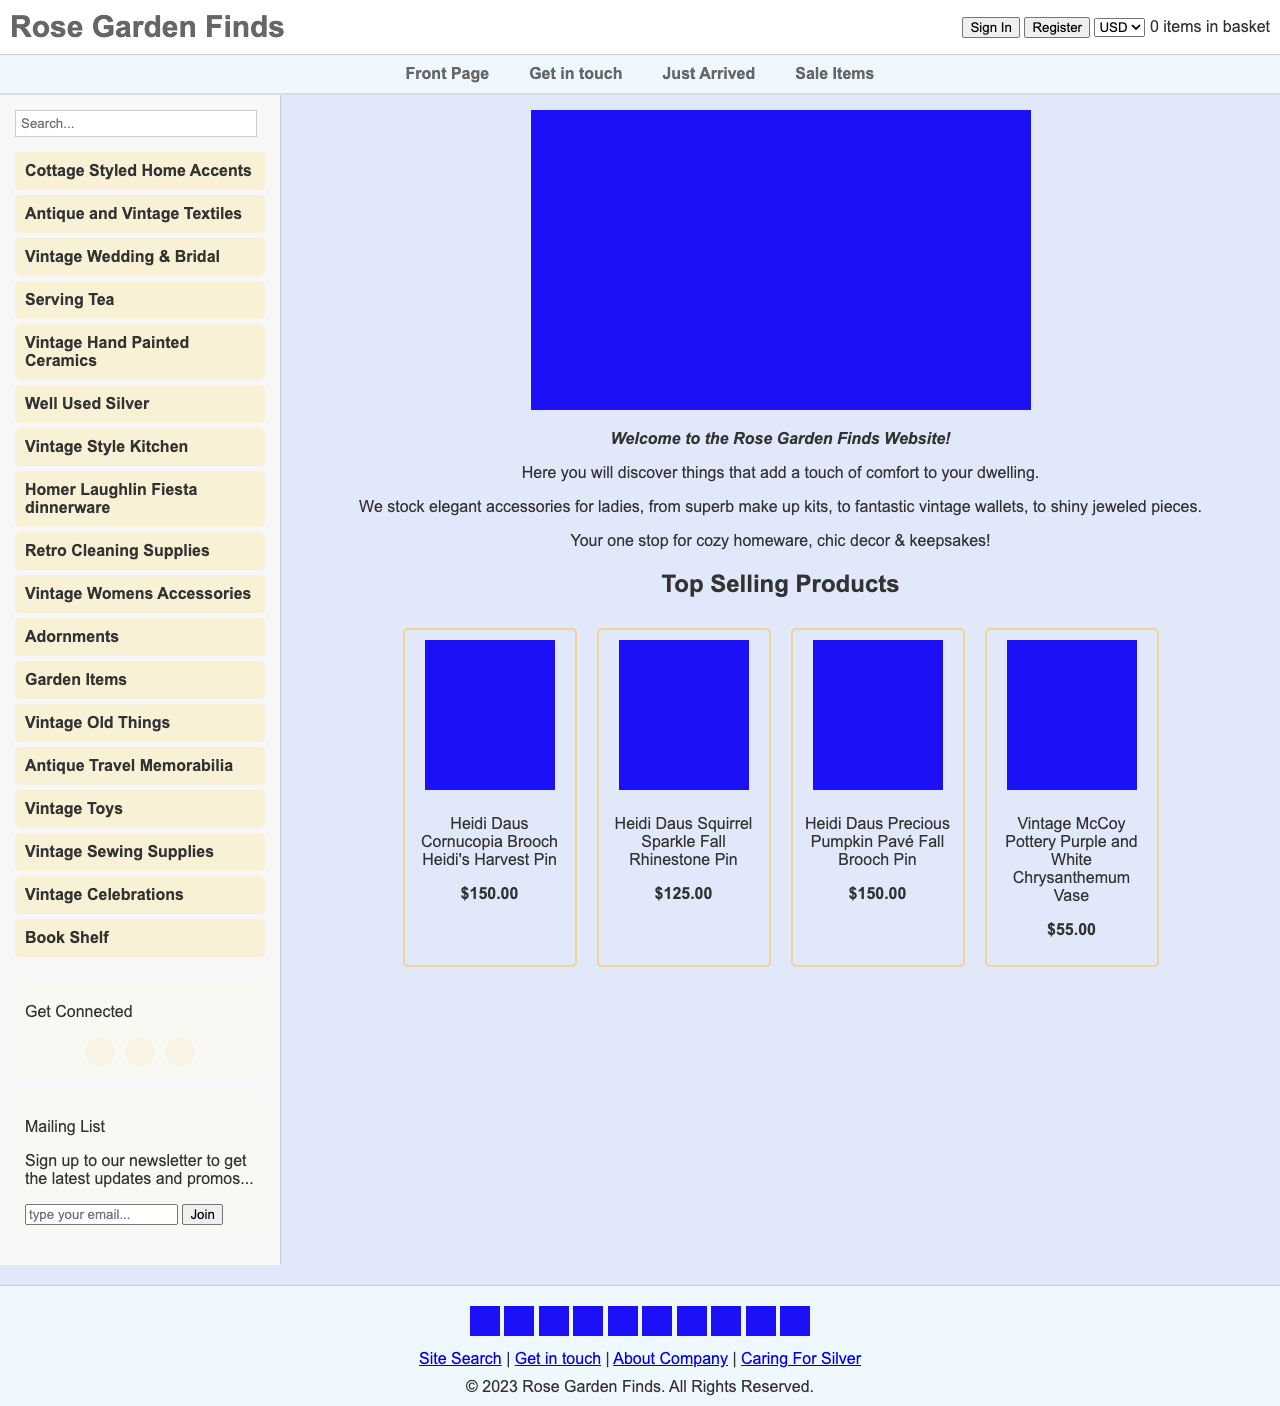 Rose Garden Finds
Sign In Register USD 0 items in basket
Front Page Get in touch Just Arrived Sale Items
Search...
Cottage Styled Home Accents
Antique and Vintage Textiles
Vintage Wedding & Bridal
Serving Tea
Vintage Hand Painted
Ceramics
Well Used Silver
Vintage Style Kitchen
Homer Laughlin Fiesta
dinnerware
Retro Cleaning Supplies
Vintage Womens Accessories
Adornments
Garden Items
Vintage Old Things
Antique Travel Memorabilia
Vintage Toys
Vintage Sewing Supplies
Vintage Celebrations
Book Shelf
Get Connected
Mailing List
Sign up to our newsletter to get
the latest updates and promos...
type your email... Join
Welcome to the Rose Garden Finds Website!
Here you will discover things that add a touch of comfort to your dwelling.
We stock elegant accessories for ladies, from superb make up kits, to fantastic vintage wallets, to shiny jeweled pieces.
Your one stop for cozy homeware, chic decor & keepsakes!
Top Selling Products
Heidi Daus
Cornucopia Brooch
Heidi's Harvest Pin
$150.00
Heidi Daus Squirrel
Sparkle Fall
Rhinestone Pin
$125.00
Heidi Daus Precious
Pumpkin Pavé Fall
Brooch Pin
$150.00
Vintage McCoy
Pottery Purple and
White
Chrysanthemum
Vase
$55.00
Site Search | Get in touch | About Company | Caring For Silver
© 2023 Rose Garden Finds. All Rights Reserved.